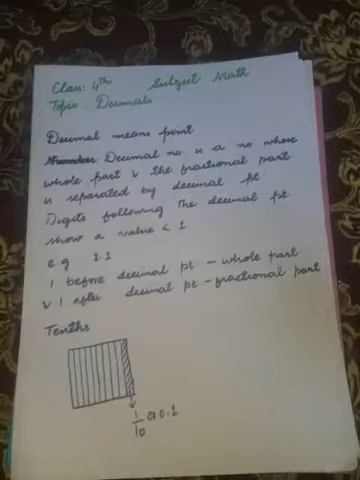 Class: 4th Subject Math
Topic Decimals
Decimal means point
Decimal no. is a no whose
whole part & the fractional part
is separated by decimal pt.
Digits following the decimal pt.
show a value < 1
e.g 1.1
1 before decimal pt - whole part
& 1 after decimal pt - fractional part
Tenths
1/10 or 0.1